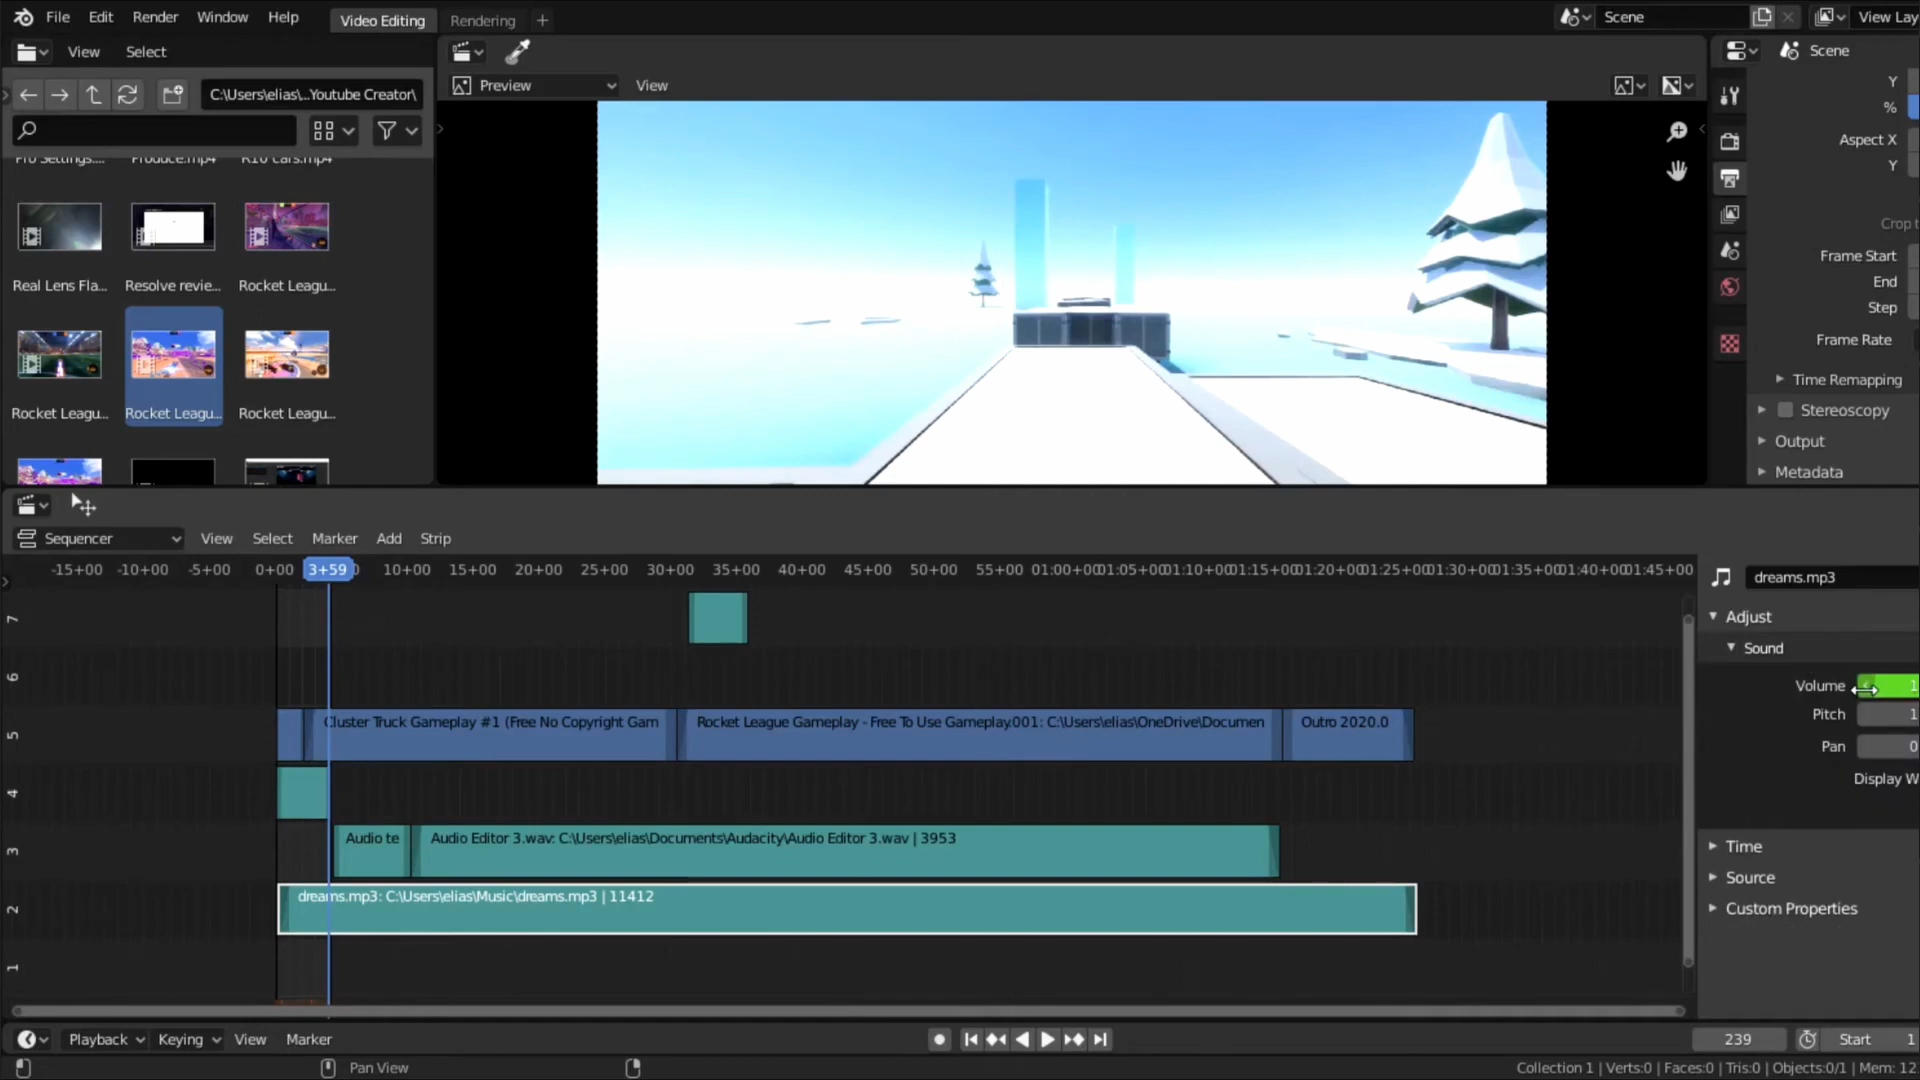 File Edit Render Window Help Video Editing Rendering + Scene View Lay
View Select
Scene
C:\Users\elias\..Youtube Creator\
Preview View
Y
%
Aspect X
Y
Produce.mp4
Real Lens Fla... Resolve revie... Rocket Leagu...
Crop t
Frame Start
End
Step
Frame Rate
Time Remapping
Rocket Leagu... Rocket Leagu... Rocket Leagu...
Stereoscopy
Output
Metadata
Sequencer View Select Marker Add Strip
-15+00 -10+00 -5+00 0+00 3+59 10+00 15+00 20+00 25+00 30+00 35+00 40+00 45+00 50+00 55+00 01:00+00 01:05+00 01:10+00 01:15+00 01:20+00 01:25+00 01:30+00 01:35+00 01:40+00 01:45+00
dreams.mp3
7
Adjust
Sound
6
Volume 1
Pitch 1
5
Cluster Truck Gameplay #1 (Free No Copyright Gam
Rocket League Gameplay - Free To Use Gameplay.001: C:\Users\elias\OneDrive\Documen
Outro 2020.0
Pan 0
Display W
4
3
Audio te
Audio Editor 3.wav: C:\Users\elias\Documents\Audacity\Audio Editor 3.wav | 3953
Time
Source
2
dreams.mp3: C:\Users\elias\Music\dreams.mp3 | 11412
Custom Properties
1
Playback Keying View Marker 239 Start 1
Pan View
Collection 1 | Verts:0 | Faces:0 | Tris:0 | Objects:0/1 | Mem: 12